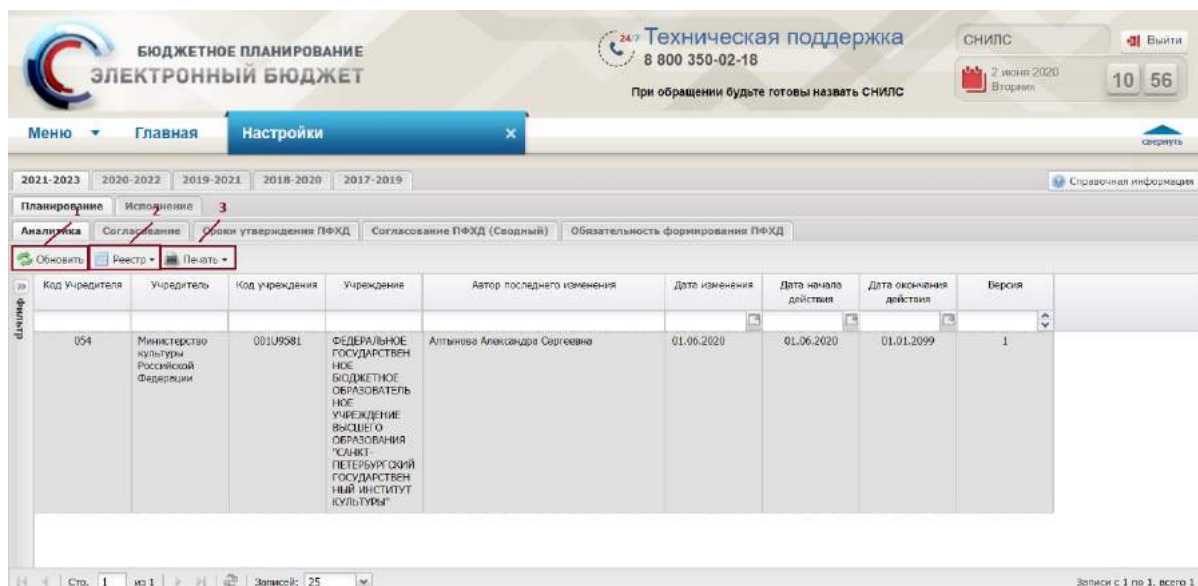 БЮДЖЕТНОЕ ПЛАНИРОВАНИЕ
ЭЛЕКТРОННЫЙ БЮДЖЕТ
24/7 Техническая поддержка
8 800 350-02-18
При обращении будьте готовы назвать СНИЛС
СНИЛС
Выйти
2 июня 2020
Вторник
10 56
Меню Главная Настройки ×
свернуть
2021-2023 2020-2022 2019-2021 2018-2020 2017-2019 Справочная информация
Планирование Исполнение
1 2 3
Аналитика Согласование Сроки утверждения ПФХД Согласование ПФХД (Сводный) Обязательность формирования ПФХД
Обновить Реестр Печать
Фильтр
Код Учредителя Учредитель Код учреждения Учреждение Автор последнего изменения Дата изменения Дата начала действия Дата окончания действия Версия
054 Министерство 001U9581 ФЕДЕРАЛЬНОЕ Алтынова Александра Сергеевна 01.06.2020 01.06.2020 01.01.2099 1
культуры ГОСУДАРСТВЕН
Российской НОЕ
Федерации БЮДЖЕТНОЕ
ОБРАЗОВАТЕЛЬ
НОЕ
УЧРЕЖДЕНИЕ
ВЫСШЕГО
ОБРАЗОВАНИЯ
"САНКТ-
ПЕТЕРБУРГСКИЙ
ГОСУДАРСТВЕН
НЫЙ ИНСТИТУТ
КУЛЬТУРЫ"
Стр. 1 из 1 Записей: 25 Записи с 1 по 1, всего 1